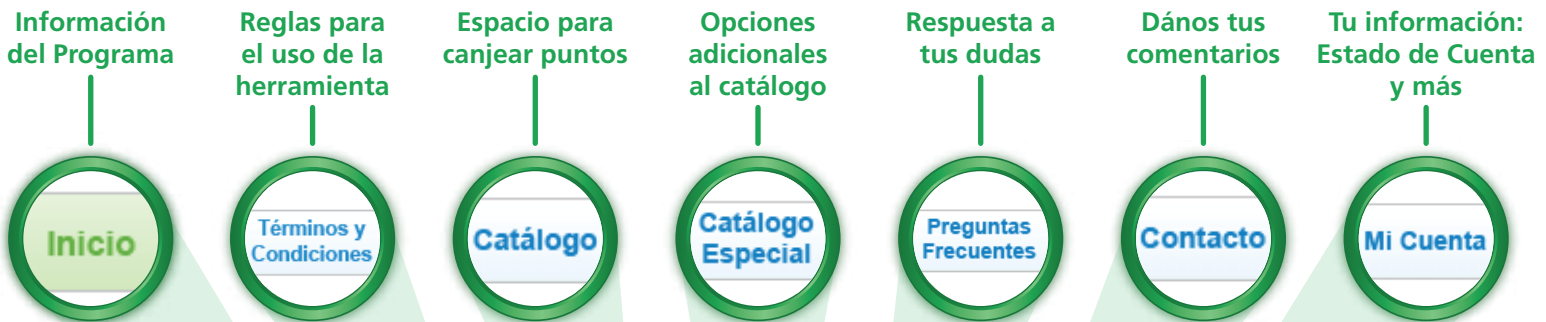 Información
del Programa
Reglas para
el uso de la
herramienta
Espacio para
canjear puntos
Opciones
adicionales
al catálogo
Respuesta a
tus dudas
Dános tus
comentarios
Tu información:
Estado de Cuenta
y más
Inicio
Términos y
Condiciones
Catálogo
Catálogo
Especial
Preguntas
Frecuentes
Contacto
Mi Cuenta